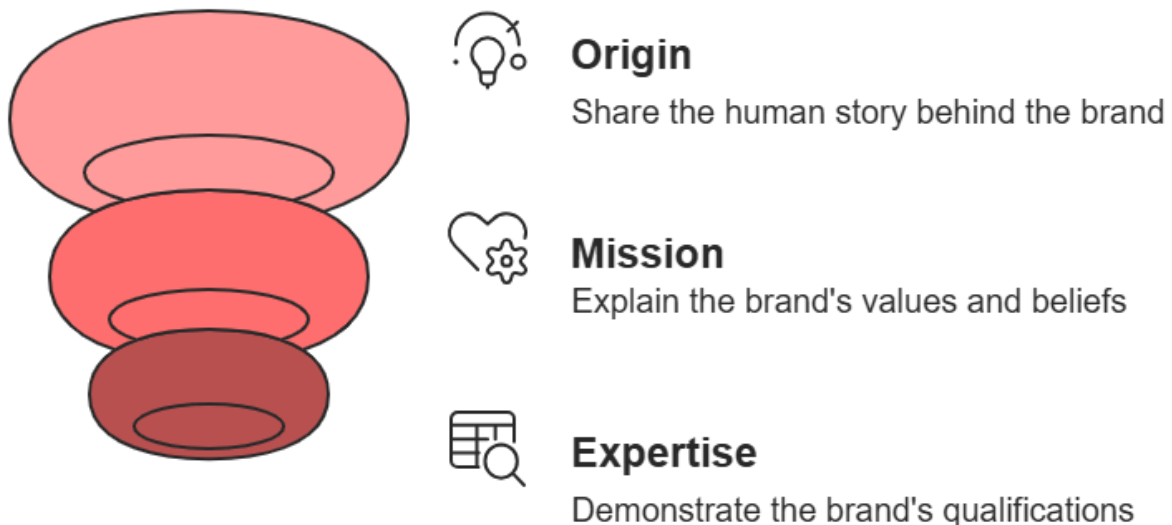 Origin
Share the human story behind the brand
Mission
Explain the brand's values and beliefs
Expertise
Demonstrate the brand's qualifications